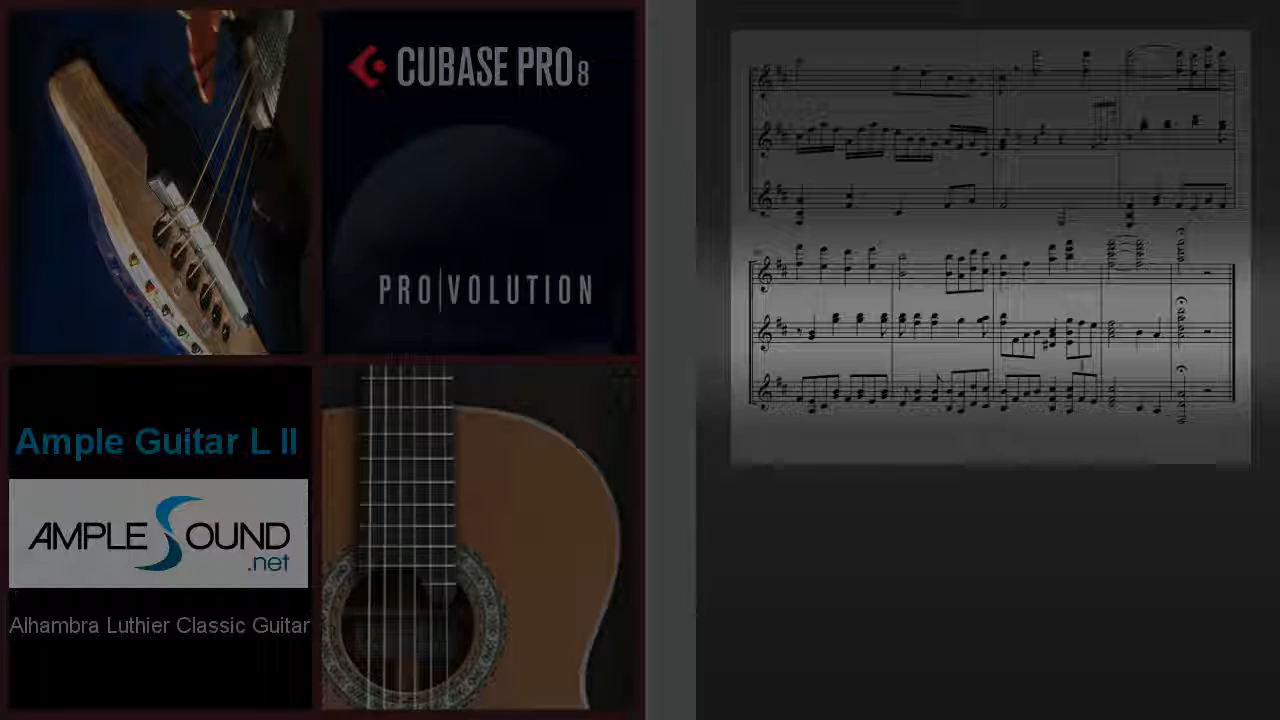 CUBASE PRO 8
PRO|VOLUTION
Ample Guitar L II
AMPLE SOUND
.net
Alhambra Luthier Classic Guitar